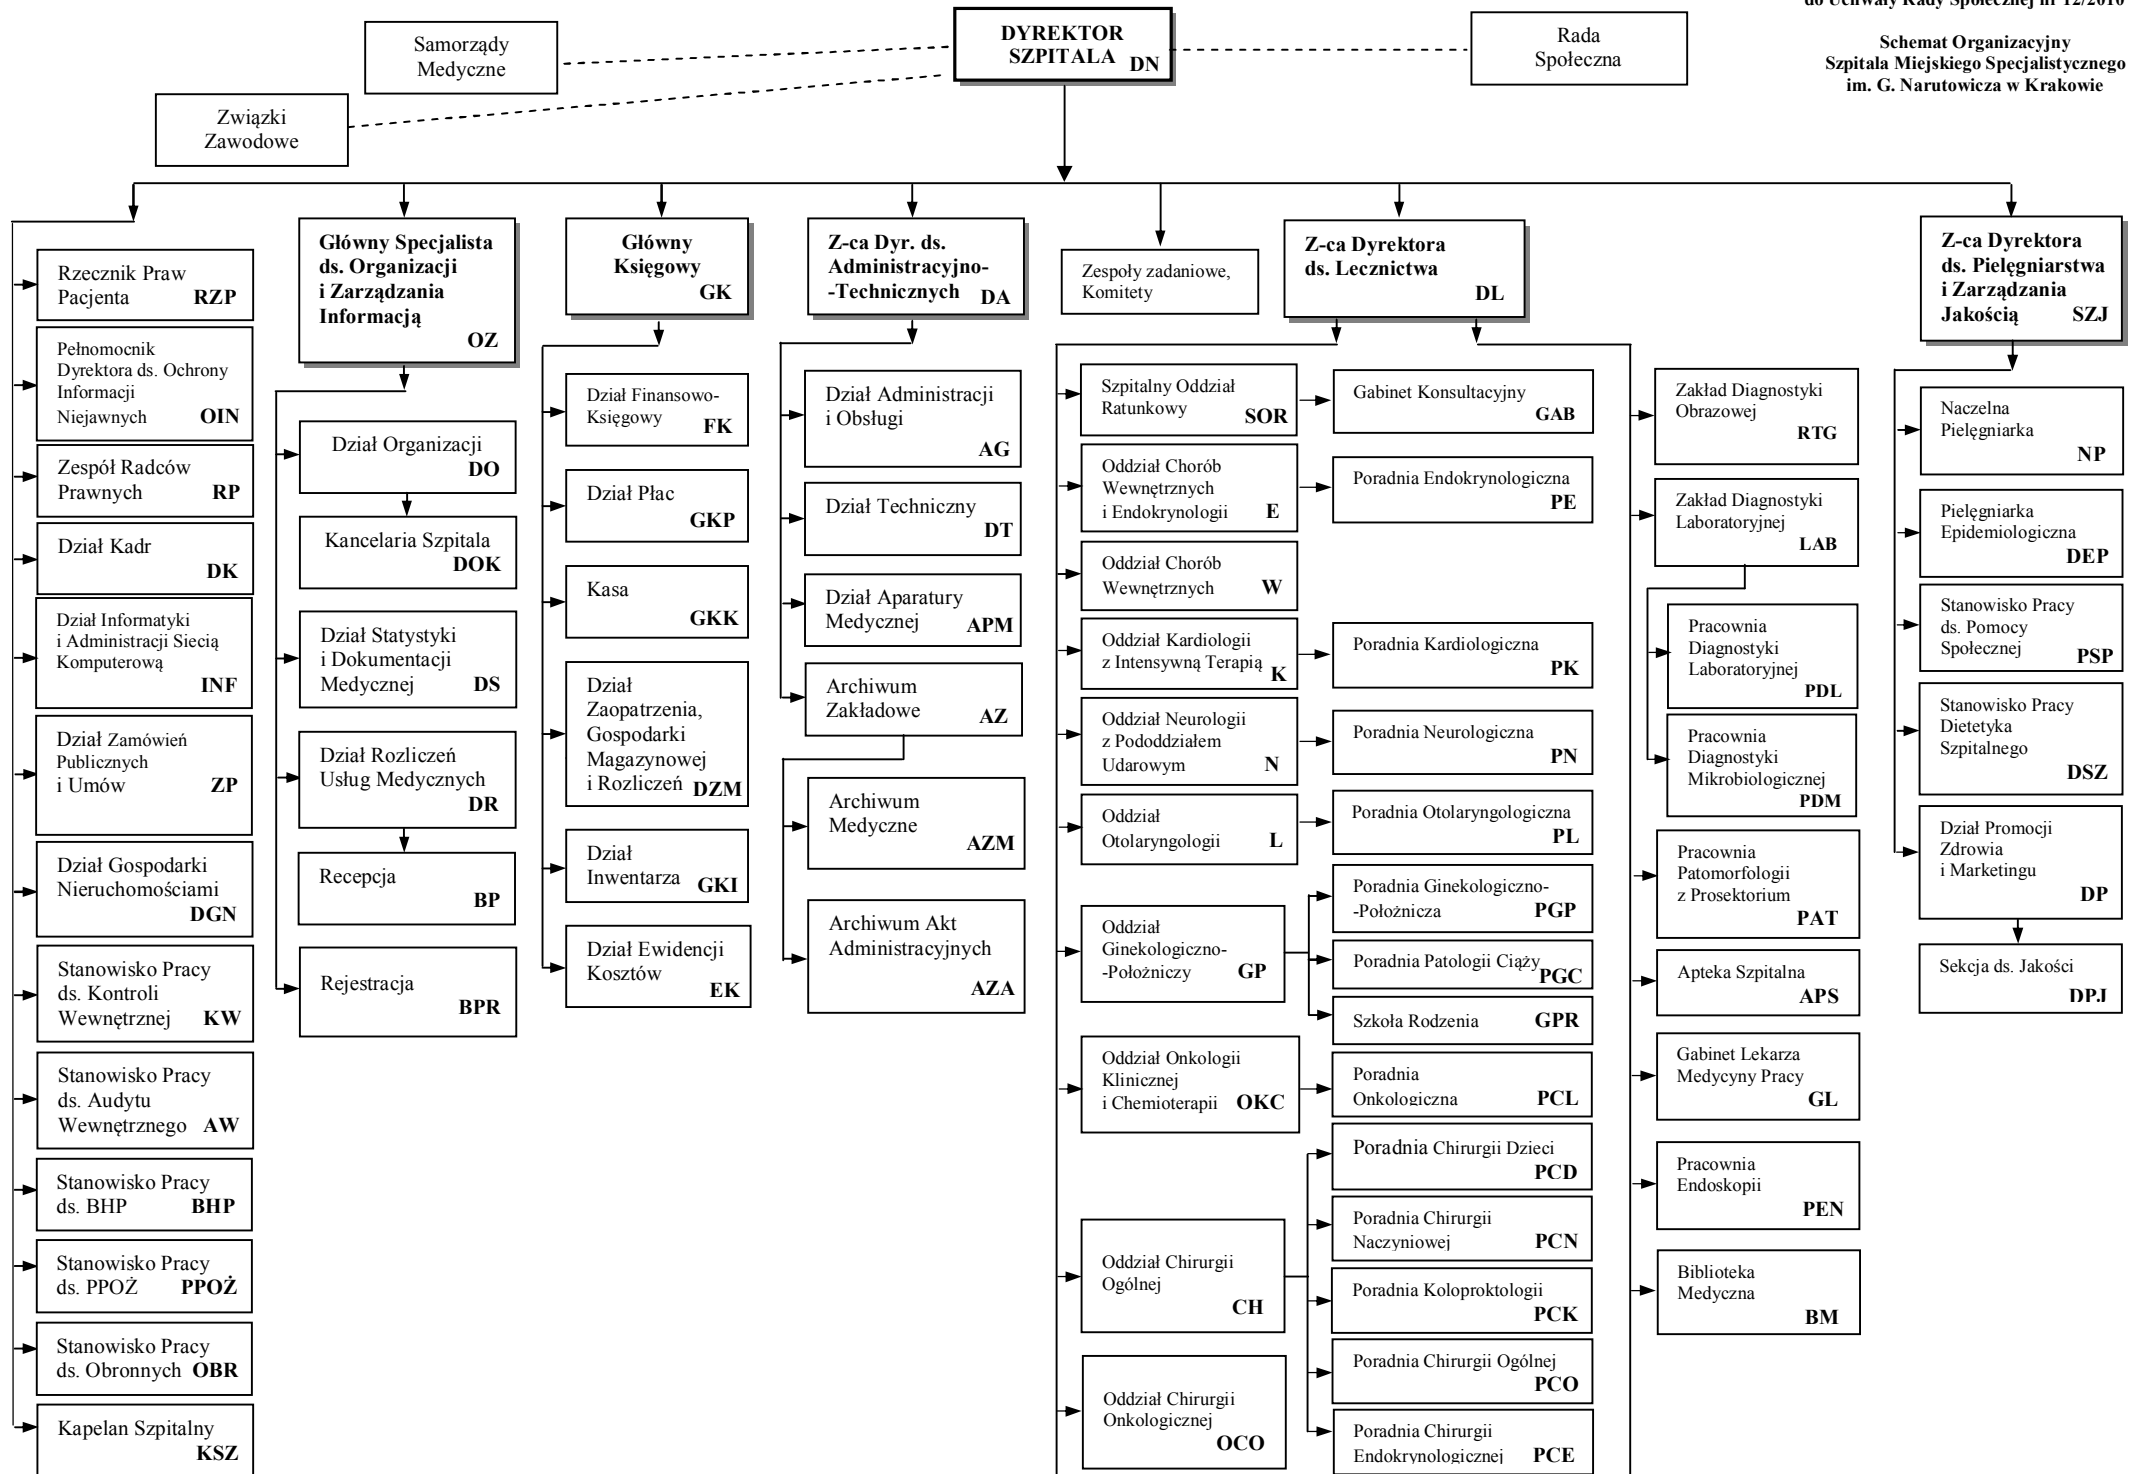 do Uchwały Rady Społecznej nr 12/2010
Schemat Organizacyjny
Szpitala Miejskiego Specjalistycznego
im. G. Narutowicza w Krakowie
DYREKTOR
SZPITALA DN
Samorządy
Medyczne
Rada
Społeczna
Związki
Zawodowe
Rzecznik Praw
Pacjenta RZP
Pełnomocnik
Dyrektora ds. Ochrony
Informacji
Niejawnych OIN
Zespół Radców
Prawnych RP
Dział Kadr
DK
Dział Informatyki
i Administracji Siecią
Komputerową
INF
Dział Zamówień
Publicznych
i Umów ZP
Dział Gospodarki
Nieruchomościami
DGN
Stanowisko Pracy
ds. Kontroli
Wewnętrznej KW
Stanowisko Pracy
ds. Audytu
Wewnętrznego AW
Stanowisko Pracy
ds. BHP BHP
Stanowisko Pracy
ds. PPOŻ PPOŻ
Stanowisko Pracy
ds. Obronnych OBR
Kapelan Szpitalny
KSZ
Główny Specjalista
ds. Organizacji
i Zarządzania
Informacją
OZ
Dział Organizacji
DO
Kancelaria Szpitala
DOK
Dział Statystyki
i Dokumentacji
Medycznej DS
Dział Rozliczeń
Usług Medycznych
DR
Recepcja
BP
Rejestracja
BPR
Główny
Księgowy
GK
Dział Finansowo-
Księgowy FK
Dział Płac
GKP
Kasa
GKK
Dział
Zaopatrzenia,
Gospodarki
Magazynowej
i Rozliczeń DZM
Dział
Inwentarza GKI
Dział Ewidencji
Kosztów
EK
Z-ca Dyr. ds.
Administracyjno-
-Technicznych DA
Dział Administracji
i Obsługi
AG
Dział Techniczny
DT
Dział Aparatury
Medycznej APM
Archiwum
Zakładowe AZ
Archiwum
Medyczne
AZM
Archiwum Akt
Administracyjnych
AZA
Zespoły zadaniowe,
Komitety
Z-ca Dyrektora
ds. Lecznictwa
DL
Szpitalny Oddział
Ratunkowy SOR
Gabinet Konsultacyjny
GAB
Oddział Chorób
Wewnętrznych
i Endokrynologii E
Poradnia Endokrynologiczna
PE
Oddział Chorób
Wewnętrznych W
Oddział Kardiologii
z Intensywną Terapią K
Poradnia Kardiologiczna
PK
Oddział Neurologii
z Pododdziałem
Udarowym N
Poradnia Neurologiczna
PN
Oddział
Otolaryngologii L
Poradnia Otolaryngologiczna
PL
Oddział
Ginekologiczno-
-Położniczy GP
Poradnia Ginekologiczno-
-Położnicza PGP
Poradnia Patologii Ciąży
PGC
Szkoła Rodzenia GPR
Oddział Onkologii
Klinicznej
i Chemioterapii OKC
Poradnia
Onkologiczna PCL
Oddział Chirurgii
Ogólnej
CH
Poradnia Chirurgii Dzieci
PCD
Poradnia Chirurgii
Naczyniowej PCN
Poradnia Koloproktologii
PCK
Poradnia Chirurgii Ogólnej
PCO
Poradnia Chirurgii
Endokrynologicznej PCE
Oddział Chirurgii
Onkologicznej
OCO
Zakład Diagnostyki
Obrazowej
RTG
Zakład Diagnostyki
Laboratoryjnej
LAB
Pracownia
Diagnostyki
Laboratoryjnej
PDL
Pracownia
Diagnostyki
Mikrobiologicznej
PDM
Pracownia
Patomorfologii
z Prosektorium
PAT
Apteka Szpitalna
APS
Gabinet Lekarza
Medycyny Pracy
GL
Pracownia
Endoskopii
PEN
Biblioteka
Medyczna
BM
Z-ca Dyrektora
ds. Pielęgniarstwa
i Zarządzania
Jakością SZJ
Naczelna
Pielęgniarka
NP
Pielęgniarka
Epidemiologiczna
DEP
Stanowisko Pracy
ds. Pomocy
Społecznej PSP
Stanowisko Pracy
Dietetyka
Szpitalnego
DSZ
Dział Promocji
Zdrowia
i Marketingu
DP
Sekcja ds. Jakości
DPJ